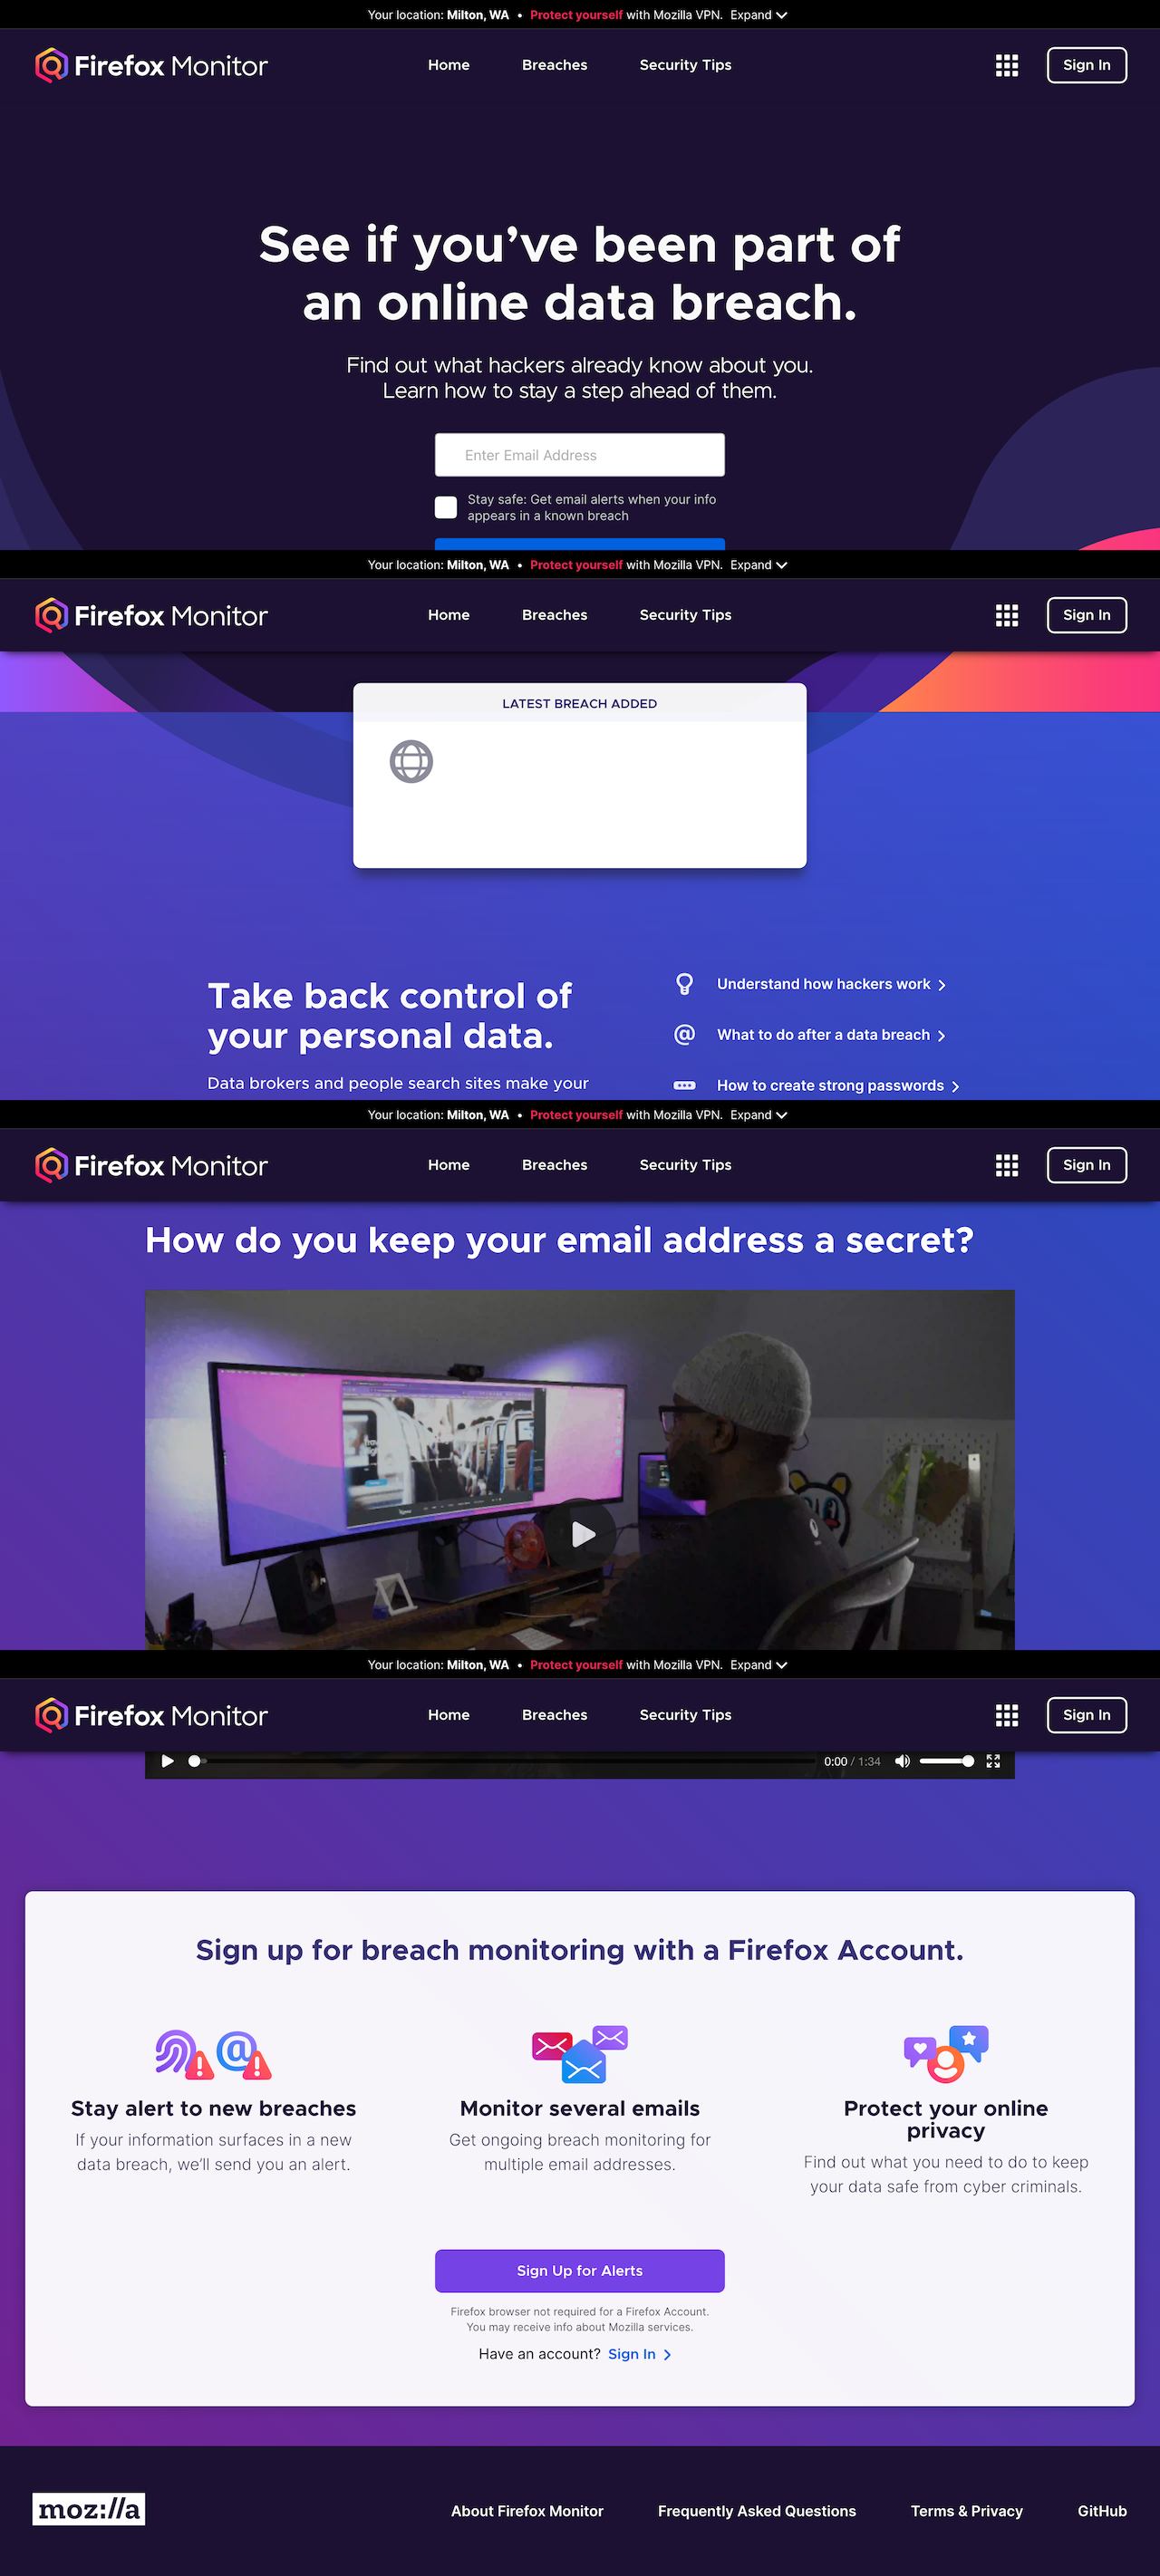 Your location: Milton, WA • Protect yourself with Mozilla VPN. Expand
Firefox Monitor
Home Breaches Security Tips
Sign In
See if you’ve been part of
an online data breach.
Find out what hackers already know about you.
Learn how to stay a step ahead of them.
Enter Email Address
Stay safe: Get email alerts when your info
appears in a known breach
Your location: Milton, WA • Protect yourself with Mozilla VPN. Expand
Firefox Monitor
Home Breaches Security Tips
Sign In
LATEST BREACH ADDED
Take back control of
your personal data.
Data brokers and people search sites make your
Understand how hackers work
What to do after a data breach
How to create strong passwords
Your location: Milton, WA • Protect yourself with Mozilla VPN. Expand
Firefox Monitor
Home Breaches Security Tips
Sign In
How do you keep your email address a secret?
Your location: Milton, WA • Protect yourself with Mozilla VPN. Expand
Firefox Monitor
Home Breaches Security Tips
Sign In
0:00 / 1:34
Sign up for breach monitoring with a Firefox Account.
Stay alert to new breaches
If your information surfaces in a new
data breach, we’ll send you an alert.
Monitor several emails
Get ongoing breach monitoring for
multiple email addresses.
Protect your online
privacy
Find out what you need to do to keep
your data safe from cyber criminals.
Sign Up for Alerts
Firefox browser not required for a Firefox Account.
You may receive info about Mozilla services.
Have an account? Sign In
moz://a
About Firefox Monitor Frequently Asked Questions Terms & Privacy GitHub